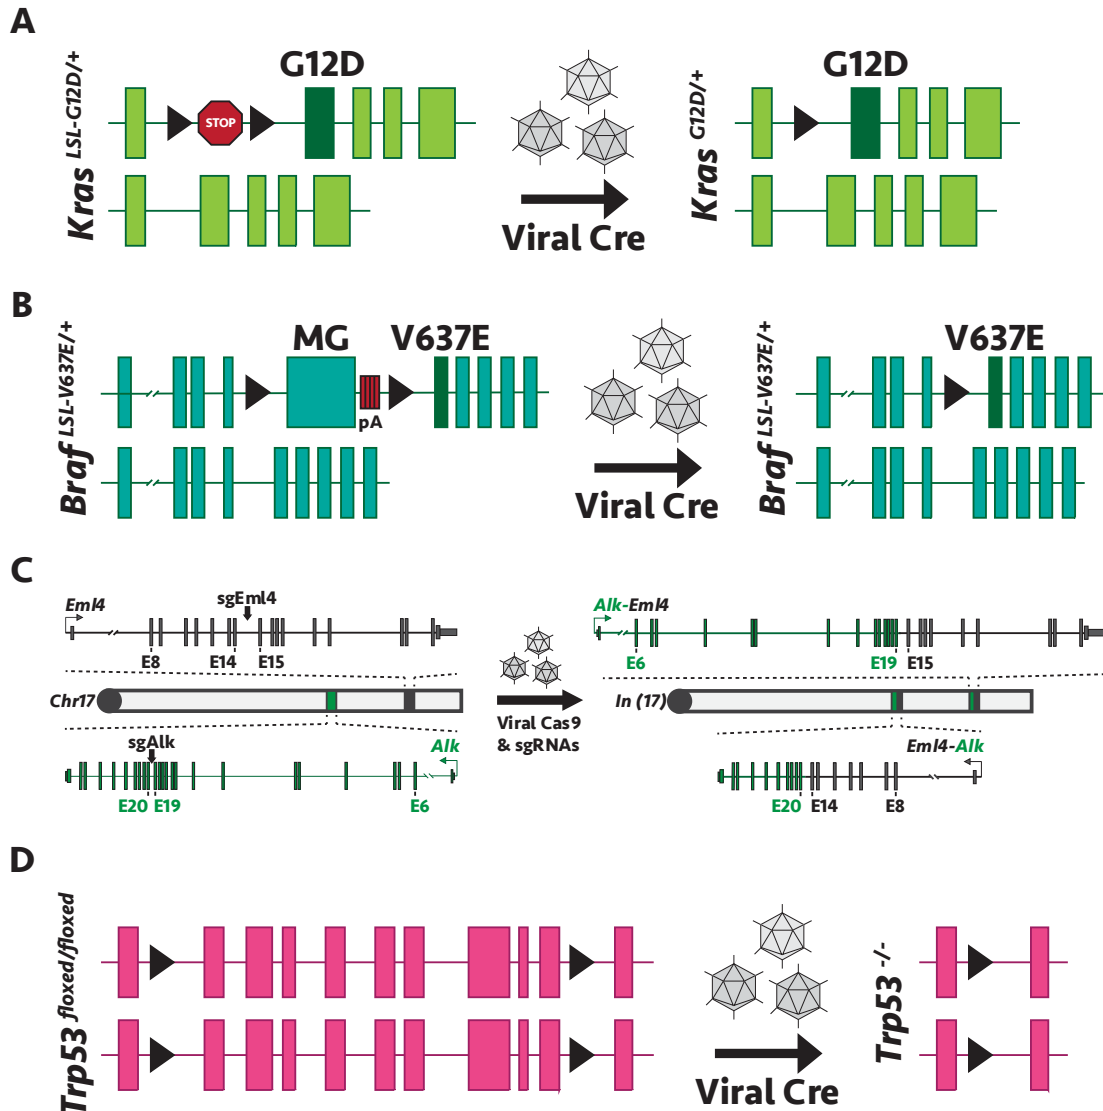 A
G12D
G12D
Kras LSL-G12D/+
STOP
Viral Cre
Kras G12D/+
B
MG
V637E
V637E
Braf LSL-V637E/+
pA
Viral Cre
Braf LSL-V637E/+
C
sgEml4
Eml4
Alk-Eml4
E8
E14
E15
E6
E19
E15
Chr17
Viral Cas9
& sgRNAs
In (17)
sgAlk
Alk
Eml4-Alk
E20
E19
E6
E20
E14
E8
D
Trp53 floxed/floxed
Viral Cre
Trp53 -/-